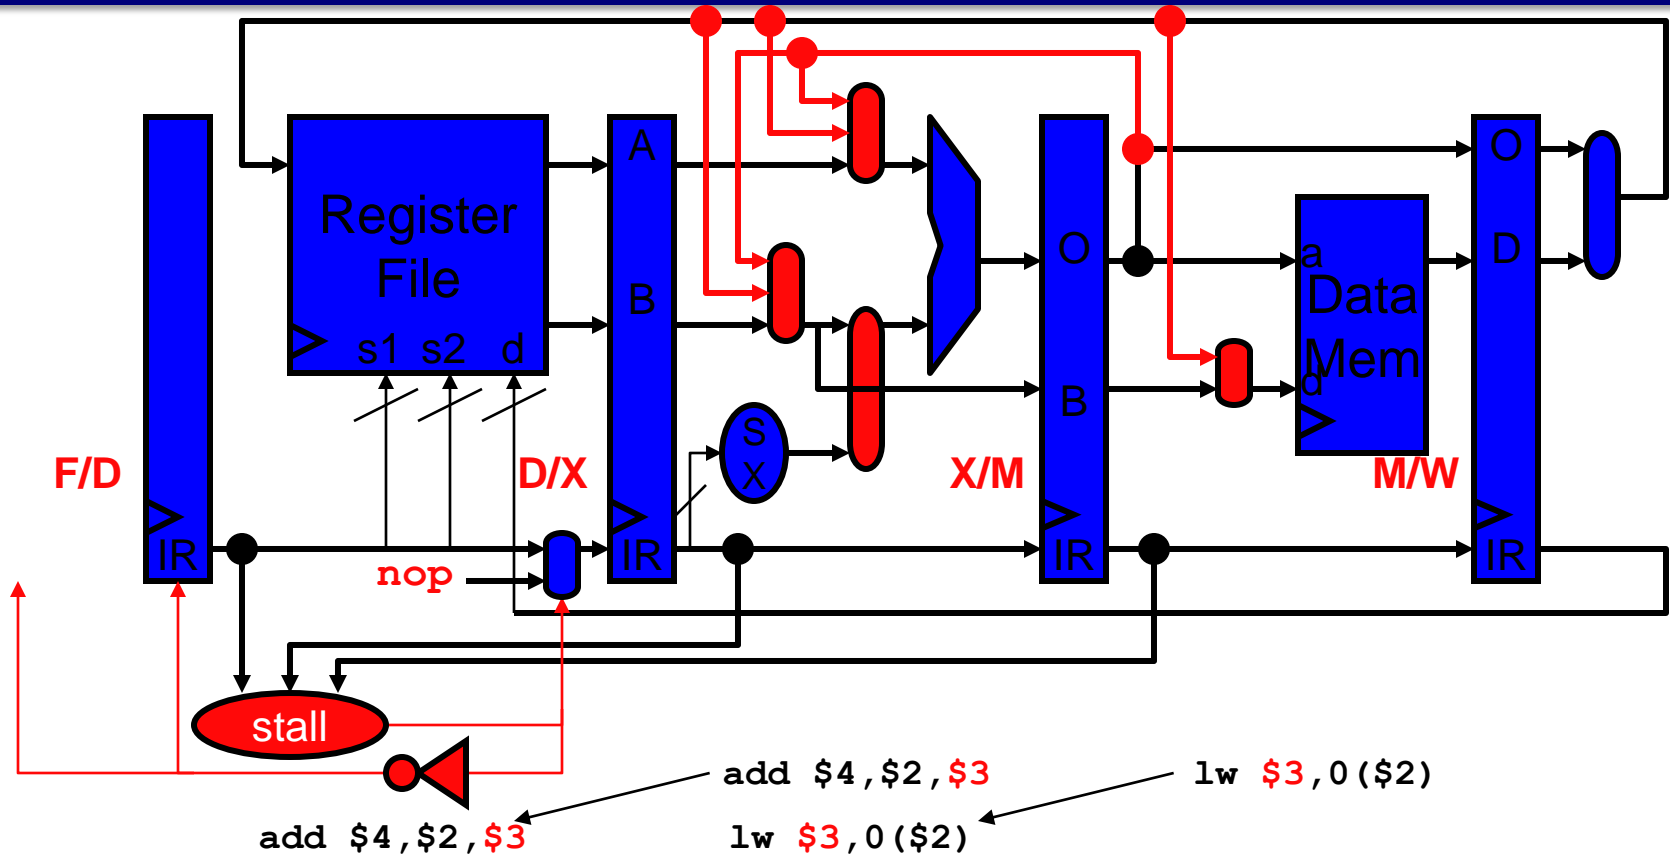 A
O
Register
File
B
O
D
a
Data
Mem
s1 s2 d
d
B
S
X
F/D
D/X
X/M
M/W
IR
IR
IR
IR
nop
stall
add $4,$2,$3
lw $3,0($2)
add $4,$2,$3
lw $3,0($2)